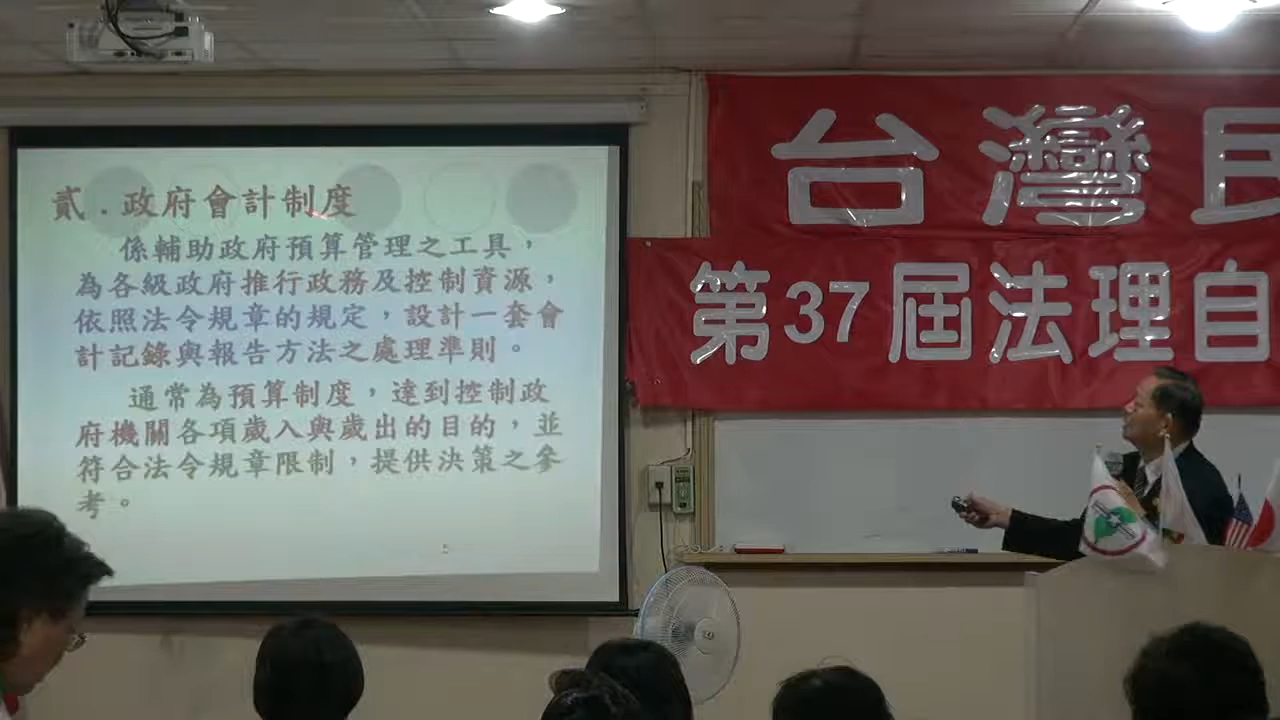 貳.政府會計制度
係輔助政府預算管理之工具，
為各級政府推行政務及控制資源，
依照法令規章的規定，設計一套會
計記錄與報告方法之處理準則。
通常為預算制度，達到控制政
府機關各項歲入與歲出的目的，並
符合法令規章限制，提供決策之參
考。
台灣民
第37屆法理自